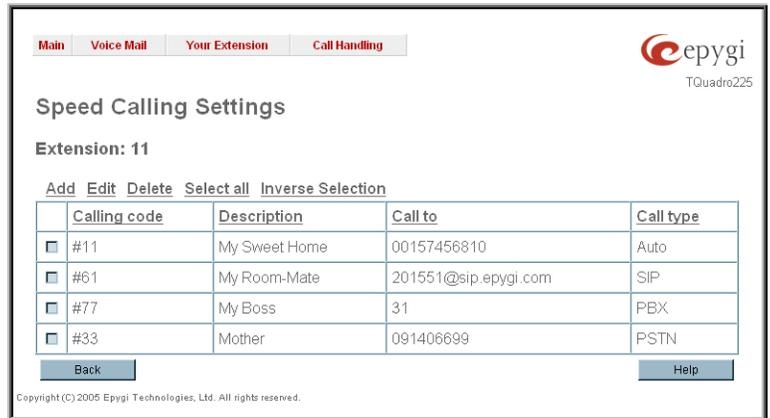 Main Voice Mail Your Extension Call Handling
epygi
TQuadro225
Speed Calling Settings
Extension: 11
Add Edit Delete Select all Inverse Selection
Calling code Description Call to Call type
#11 My Sweet Home 00157456810 Auto
#61 My Room-Mate 201551@sip.epygi.com SIP
#77 My Boss 31 PBX
#33 Mother 091406699 PSTN
Back Help
Copyright (C) 2005 Epygi Technologies, Ltd. All rights reserved.